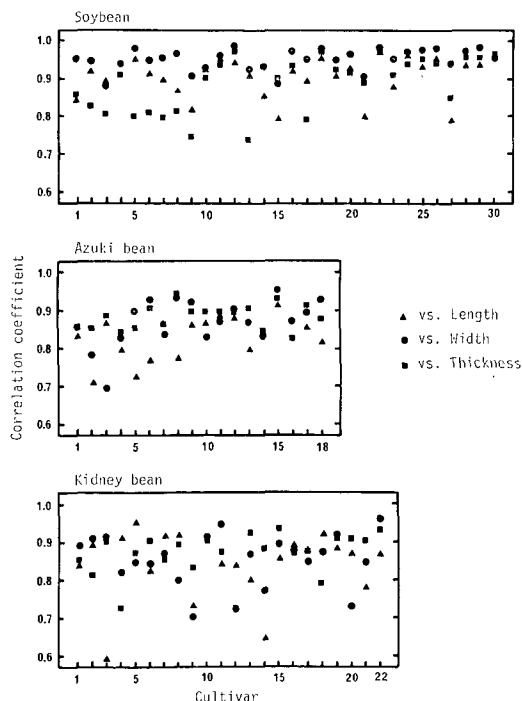 Soybean
1.0
0.9
0.8
0.7
0.6
1 5 10 15 20 25 30
Azuki bean
1.0
0.9
0.8
0.7
0.6
1 5 10 15 18
Correlation coefficient
▲ vs. Length
● vs. Width
■ vs. Thickness
Kidney bean
1.0
0.9
0.8
0.7
0.6
1 5 10 15 20 22
Cultivar